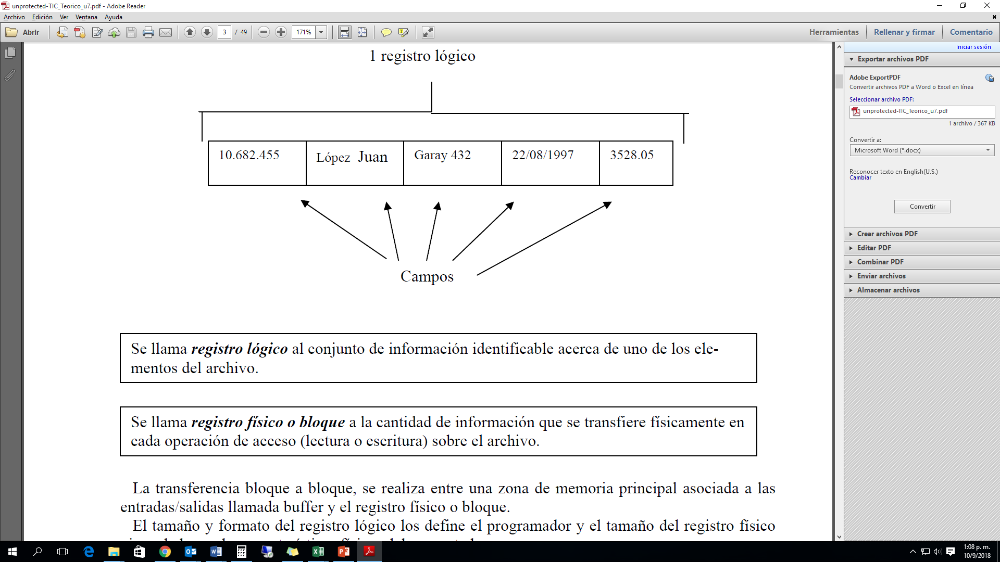 unprotected-TIC_Teorico_u7.pdf - Adobe Reader
Archivo Edición Ver Ventana Ayuda
Abrir 3 / 49 171% Herramientas Rellenar y firmar Comentario
Iniciar sesión
Exportar archivos PDF
Adobe ExportPDF
Convertir archivos PDF a Word o Excel en línea
Seleccionar archivo PDF:
unprotected-TIC_Teorico_u7.pdf
1 archivo / 367 KB
Convertir a:
Microsoft Word (*.docx)
Reconocer texto en English(U.S.)
Cambiar
Convertir
Crear archivos PDF
Editar PDF
Combinar PDF
Enviar archivos
Almacenar archivos
1 registro lógico
10.682.455 López Juan Garay 432 22/08/1997 3528.05
Campos
Se llama registro lógico al conjunto de información identificable acerca de uno de los ele-
mentos del archivo.
Se llama registro físico o bloque a la cantidad de información que se transfiere físicamente en
cada operación de acceso (lectura o escritura) sobre el archivo.
La transferencia bloque a bloque, se realiza entre una zona de memoria principal asociada a las
entradas/salidas llamada buffer y el registro físico o bloque.
El tamaño y formato del registro lógico los define el programador y el tamaño del registro físico
1:08 p. m.
10/9/2018